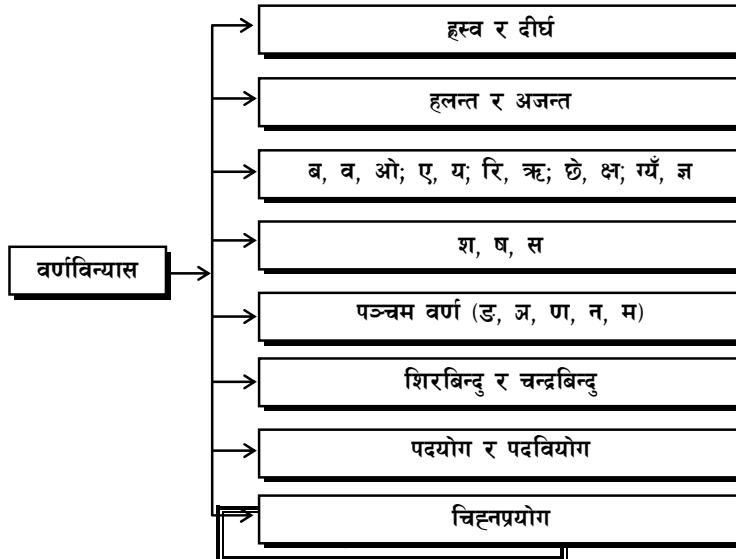 ह्रस्व र दीर्घ
हलन्त र अजन्त
ब, व, ओ; ए, य; रि, ऋ; छे, क्ष; ग्यँ, ज्ञ
श, ष, स
वर्णविन्यास
पञ्चम वर्ण (ङ, ञ, ण, न, म)
शिरबिन्दु र चन्द्रबिन्दु
पदयोग र पदवियोग
चिह्नप्रयोग